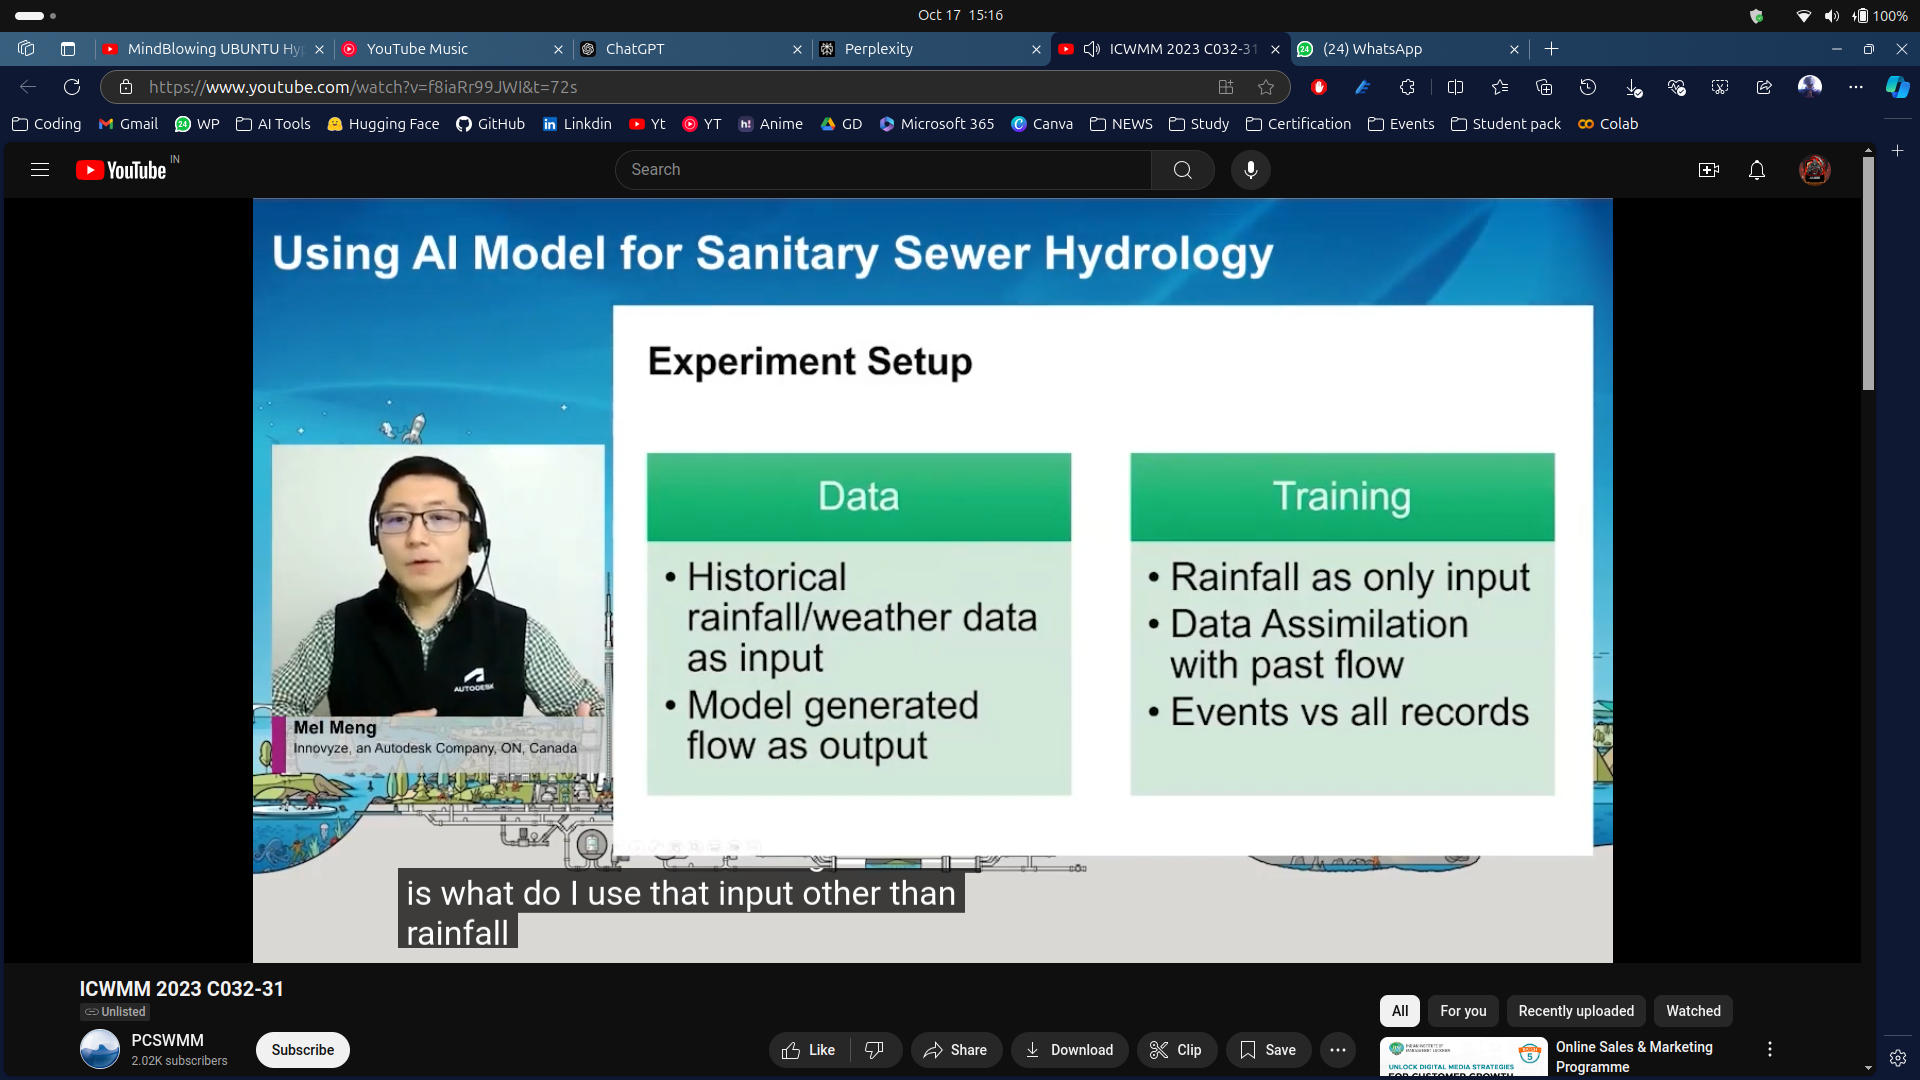 Oct 17 15:16
100%
MindBlowing UBUNTU Hyp
YouTube Music
ChatGPT
Perplexity
ICWMM 2023 C032-31
(24) WhatsApp
https://www.youtube.com/watch?v=f8iaRr99JWI&t=72s
Coding
Gmail
WP
AI Tools
Hugging Face
GitHub
Linkdin
Yt
YT
Anime
GD
Microsoft 365
Canva
NEWS
Study
Certification
Events
Student pack
Colab
YouTube IN
Search
Using AI Model for Sanitary Sewer Hydrology
Experiment Setup
Data
• Historical
rainfall/weather data
as input
• Model generated
flow as output
Training
• Rainfall as only input
• Data Assimilation
with past flow
• Events vs all records
AUTODESK
Mel Meng
Innovyze, an Autodesk Company, ON, Canada
is what do I use that input other than
rainfall
ICWMM 2023 C032-31
Unlisted
PCSWMM
2.02K subscribers
Subscribe
Like
Share
Download
Clip
Save
All
For you
Recently uploaded
Watched
UNLOCK DIGITAL MEDIA STRATEGIES
FOR CUSTOMER GROWTH
5
Online Sales & Marketing
Programme